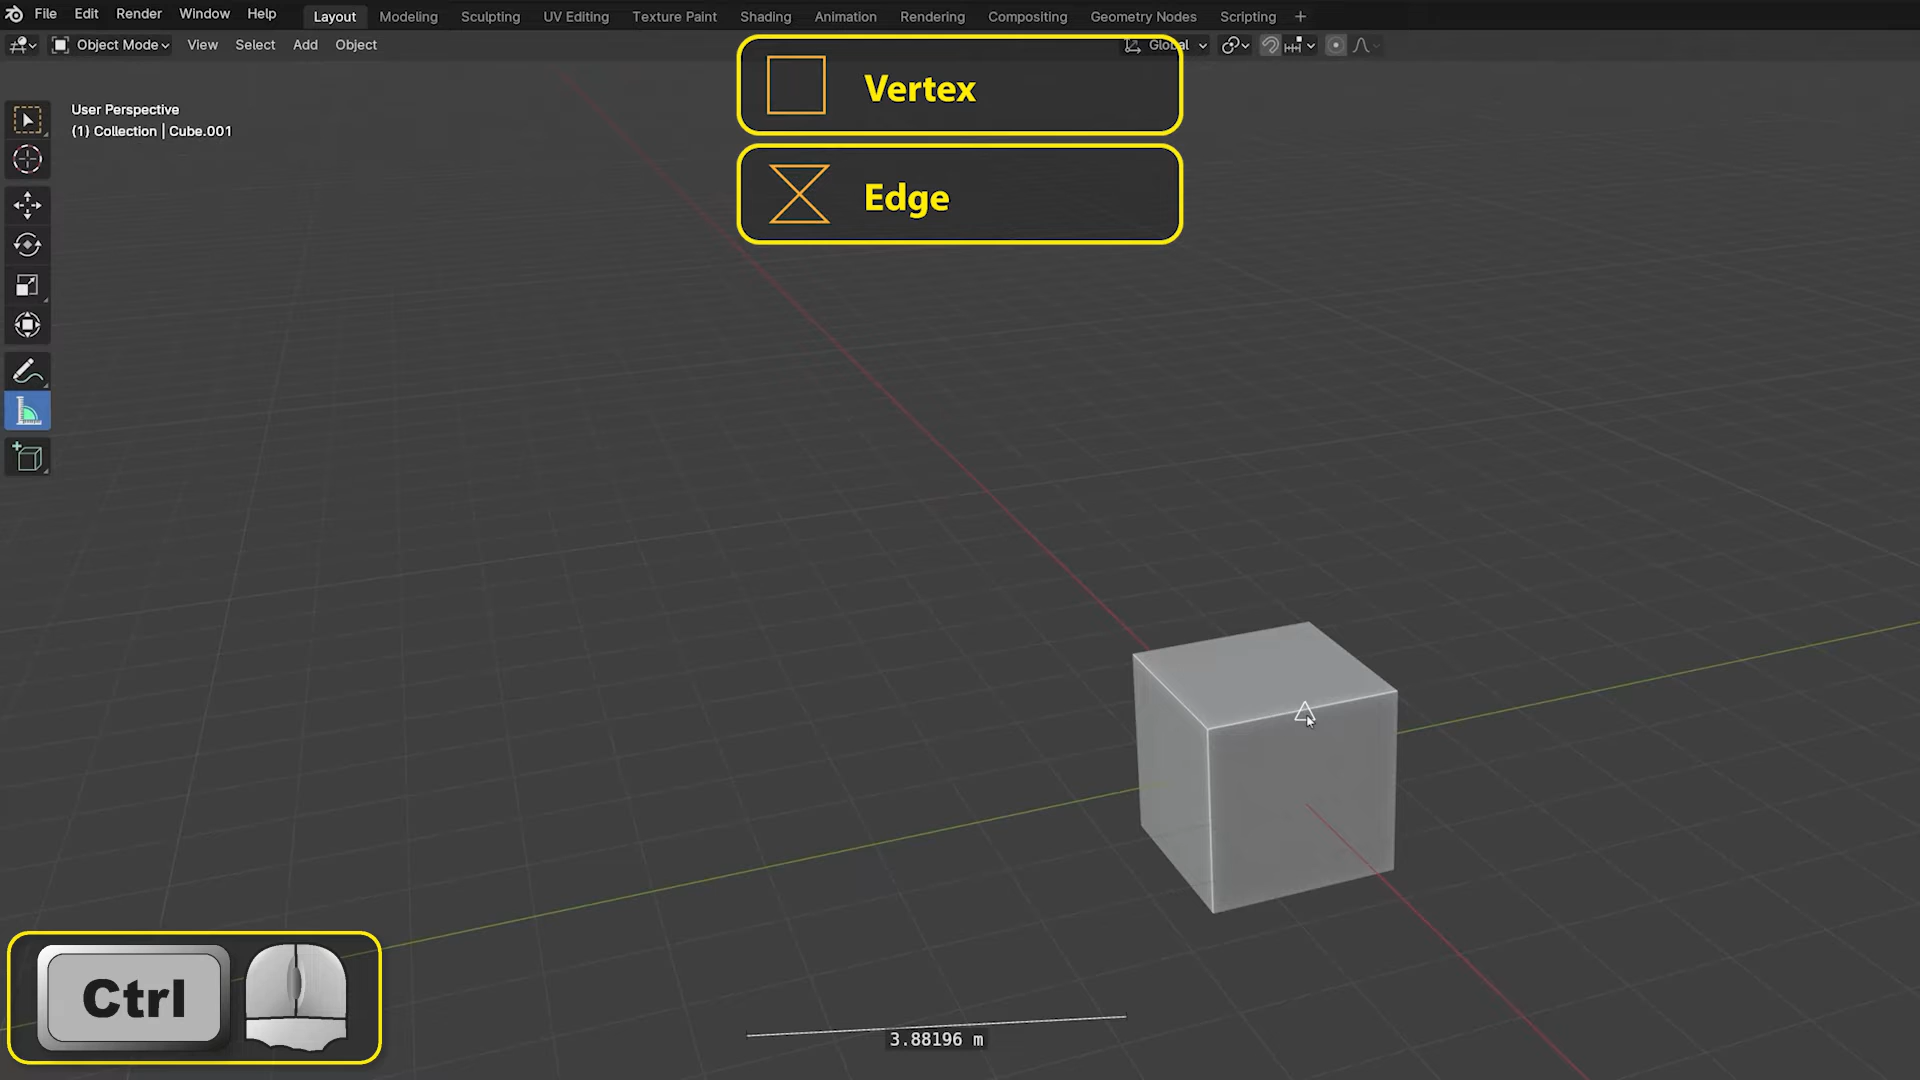 File Edit Render Window Help Layout Modeling Sculpting UV Editing Texture Paint Shading Animation Rendering Compositing Geometry Nodes Scripting +
Object Mode View Select Add Object Global
User Perspective
(1) Collection | Cube.001
Vertex
Edge
Ctrl
3.88196 m